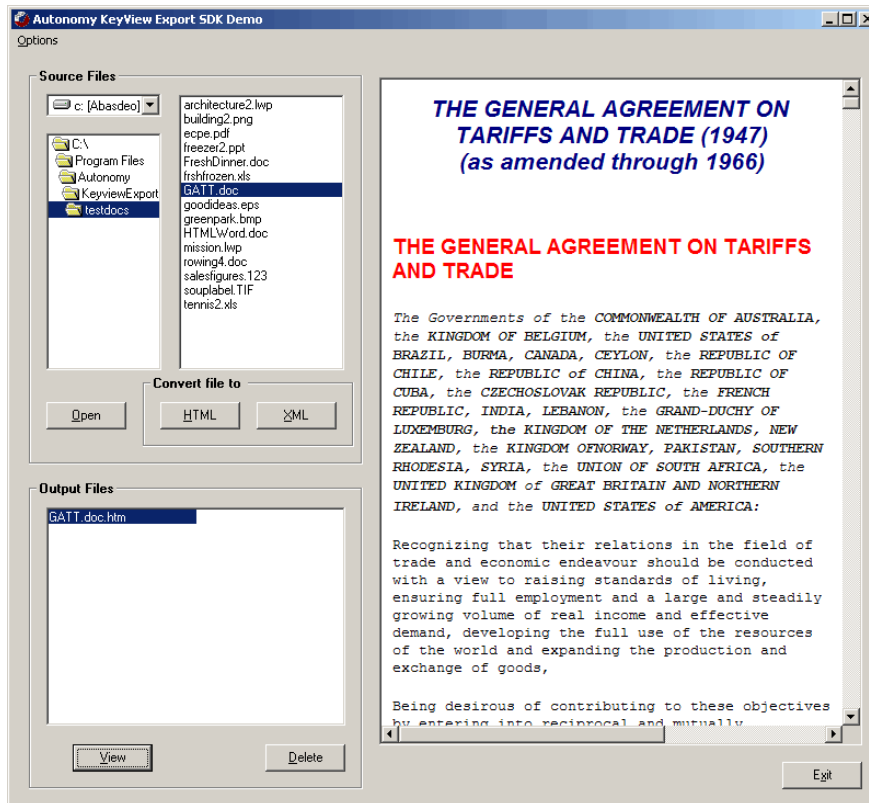 Autonomy KeyView Export SDK Demo
Options
Source Files
c: [Abasdeo]
C:\
Program Files
Autonomy
KeyviewExport
testdocs
architecture2.lwp
building2.png
ecpe.pdf
freezer2.ppt
FreshDinner.doc
frshfrozen.xls
GATT.doc
goodideas.eps
greenpark.bmp
HTMLWord.doc
mission.lwp
rowing4.doc
salesfigures.123
souplabel.TIF
tennis2.xls
Open
Convert file to
HTML
XML
Output Files
GATT.doc.htm
View
Delete
THE GENERAL AGREEMENT ON
TARIFFS AND TRADE (1947)
(as amended through 1966)
THE GENERAL AGREEMENT ON TARIFFS
AND TRADE
The Governments of the COMMONWEALTH OF AUSTRALIA,
the KINGDOM OF BELGIUM, the UNITED STATES of
BRAZIL, BURMA, CANADA, CEYLON, the REPUBLIC OF
CHILE, the REPUBLIC of CHINA, the REPUBLIC OF
CUBA, the CZECHOSLOVAK REPUBLIC, the FRENCH
REPUBLIC, INDIA, LEBANON, the GRAND-DUCHY OF
LUXEMBURG, the KINGDOM OF THE NETHERLANDS, NEW
ZEALAND, the KINGDOM OFNORWAY, PAKISTAN, SOUTHERN
RHODESIA, SYRIA, the UNION OF SOUTH AFRICA, the
UNITED KINGDOM of GREAT BRITAIN AND NORTHERN
IRELAND, and the UNITED STATES of AMERICA:
Recognizing that their relations in the field of
trade and economic endeavour should be conducted
with a view to raising standards of living,
ensuring full employment and a large and steadily
growing volume of real income and effective
demand, developing the full use of the resources
of the world and expanding the production and
exchange of goods,
Being desirous of contributing to these objectives
by entering into reciprocal and mutually
Exit